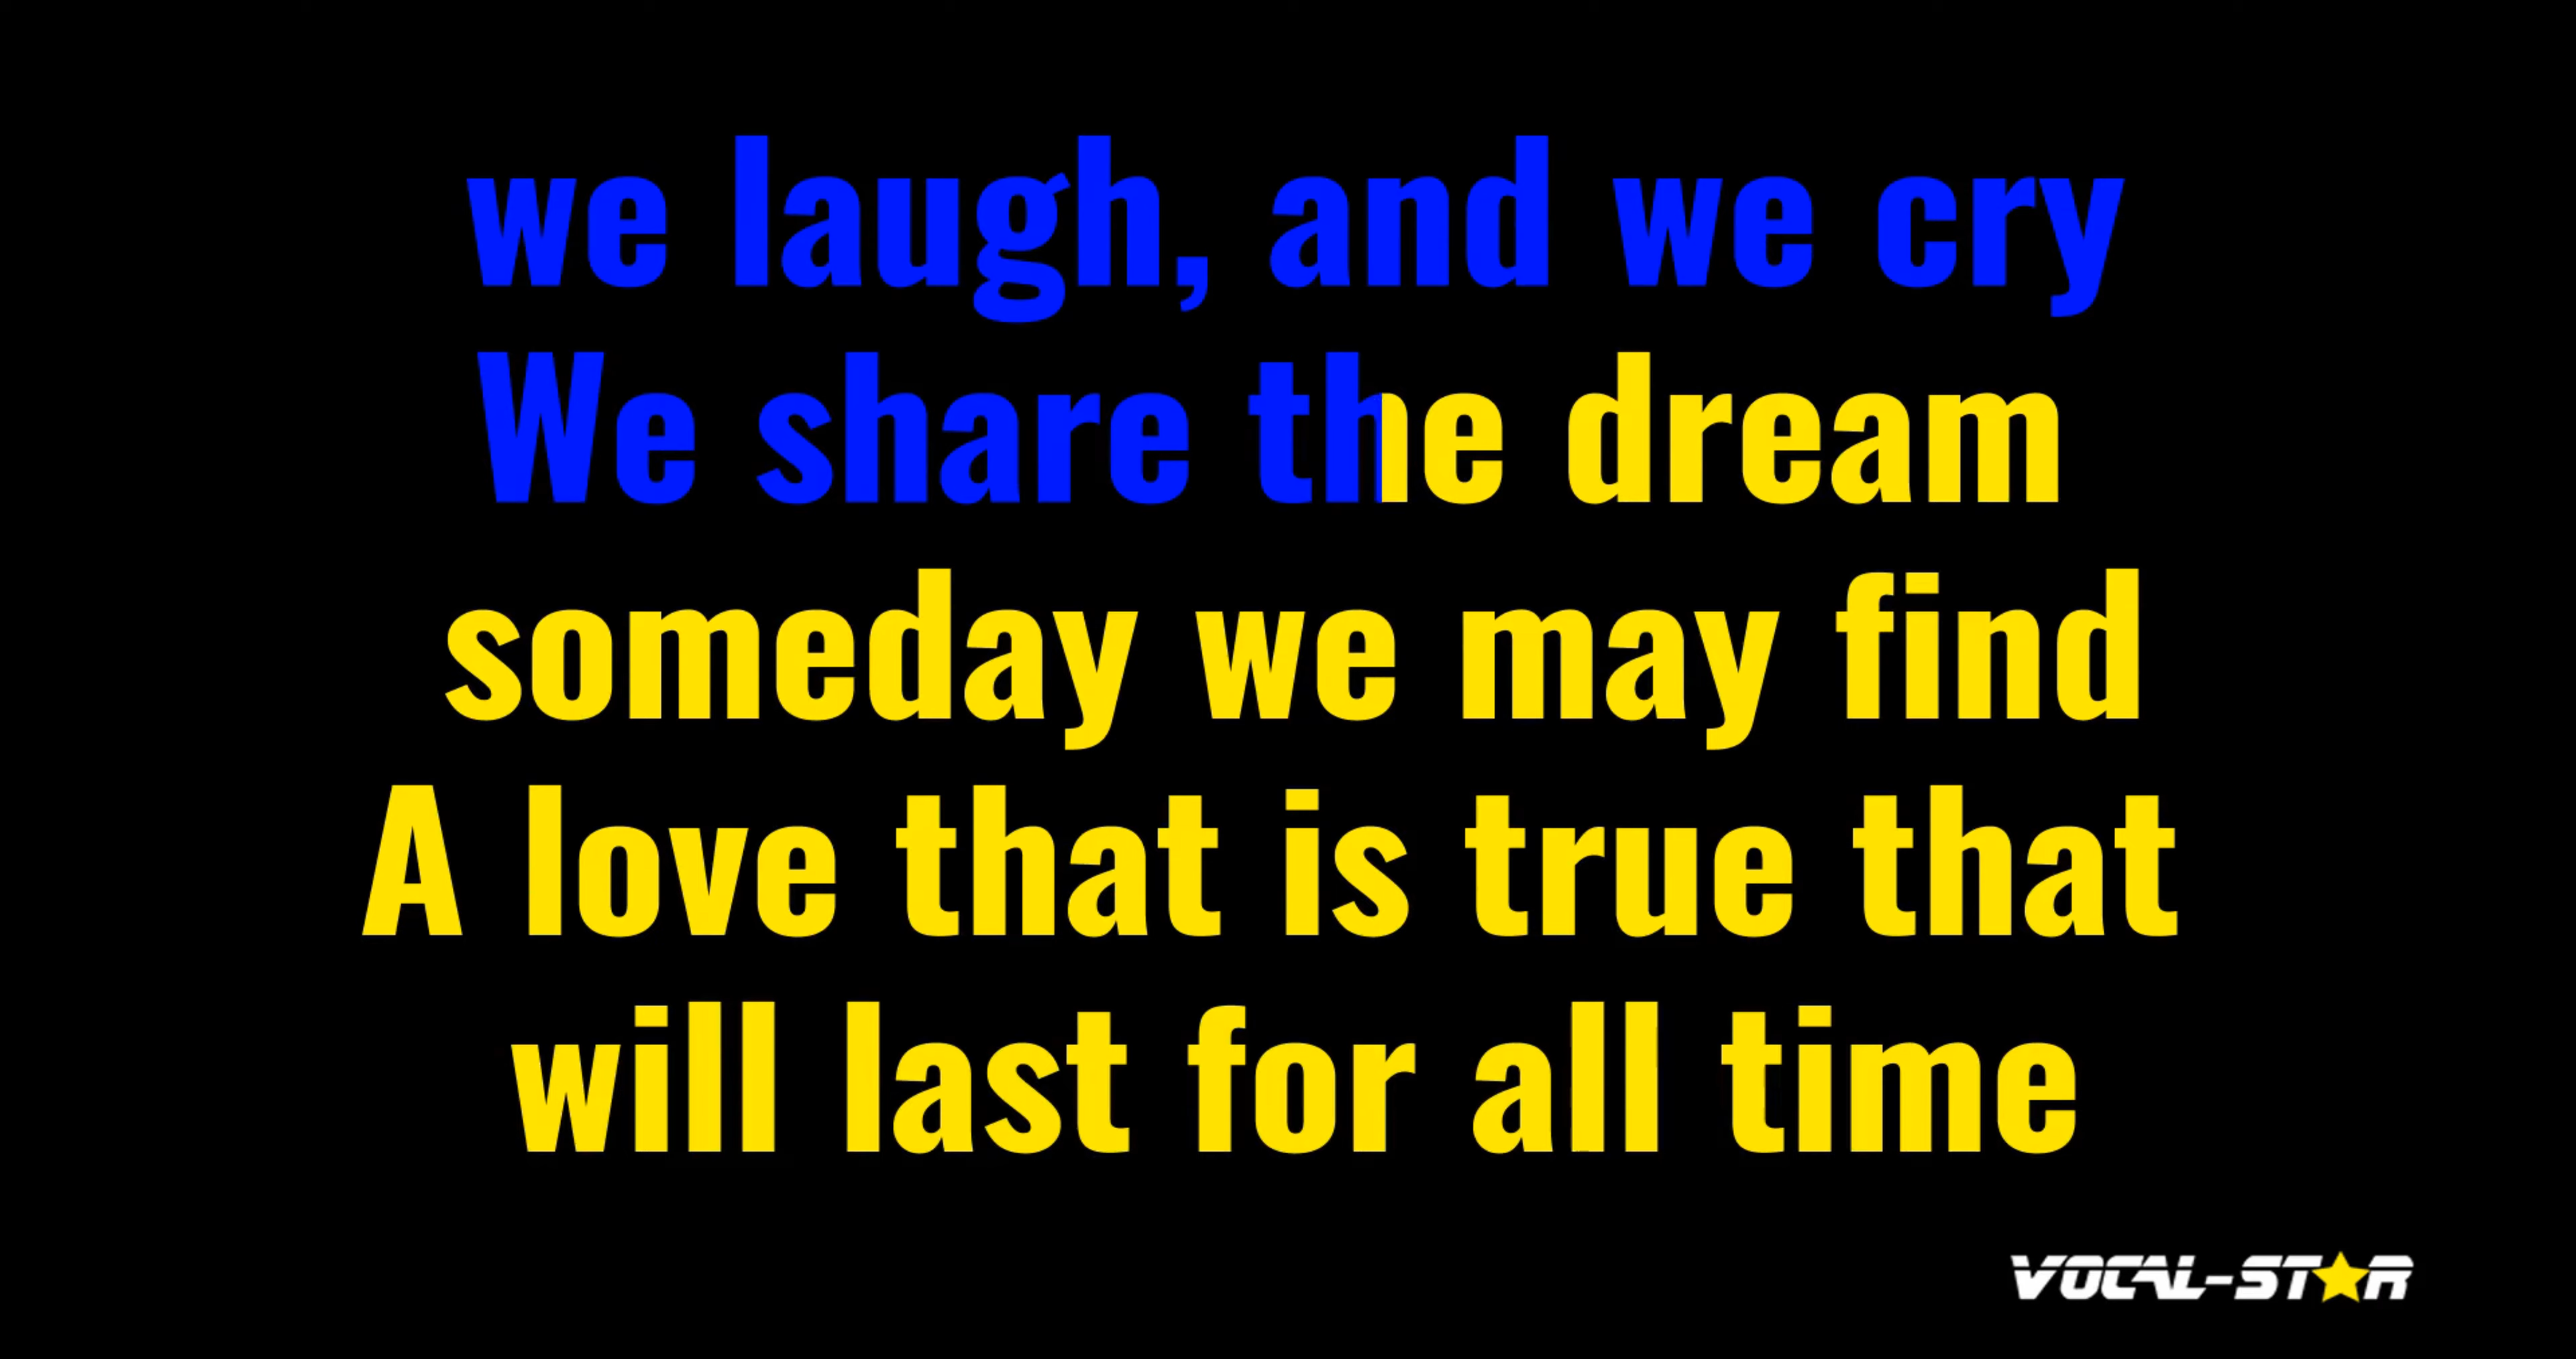 we laugh, and we cry
We share the dream
someday we may find
A love that is true that
will last for all time
VOCAL-STAR